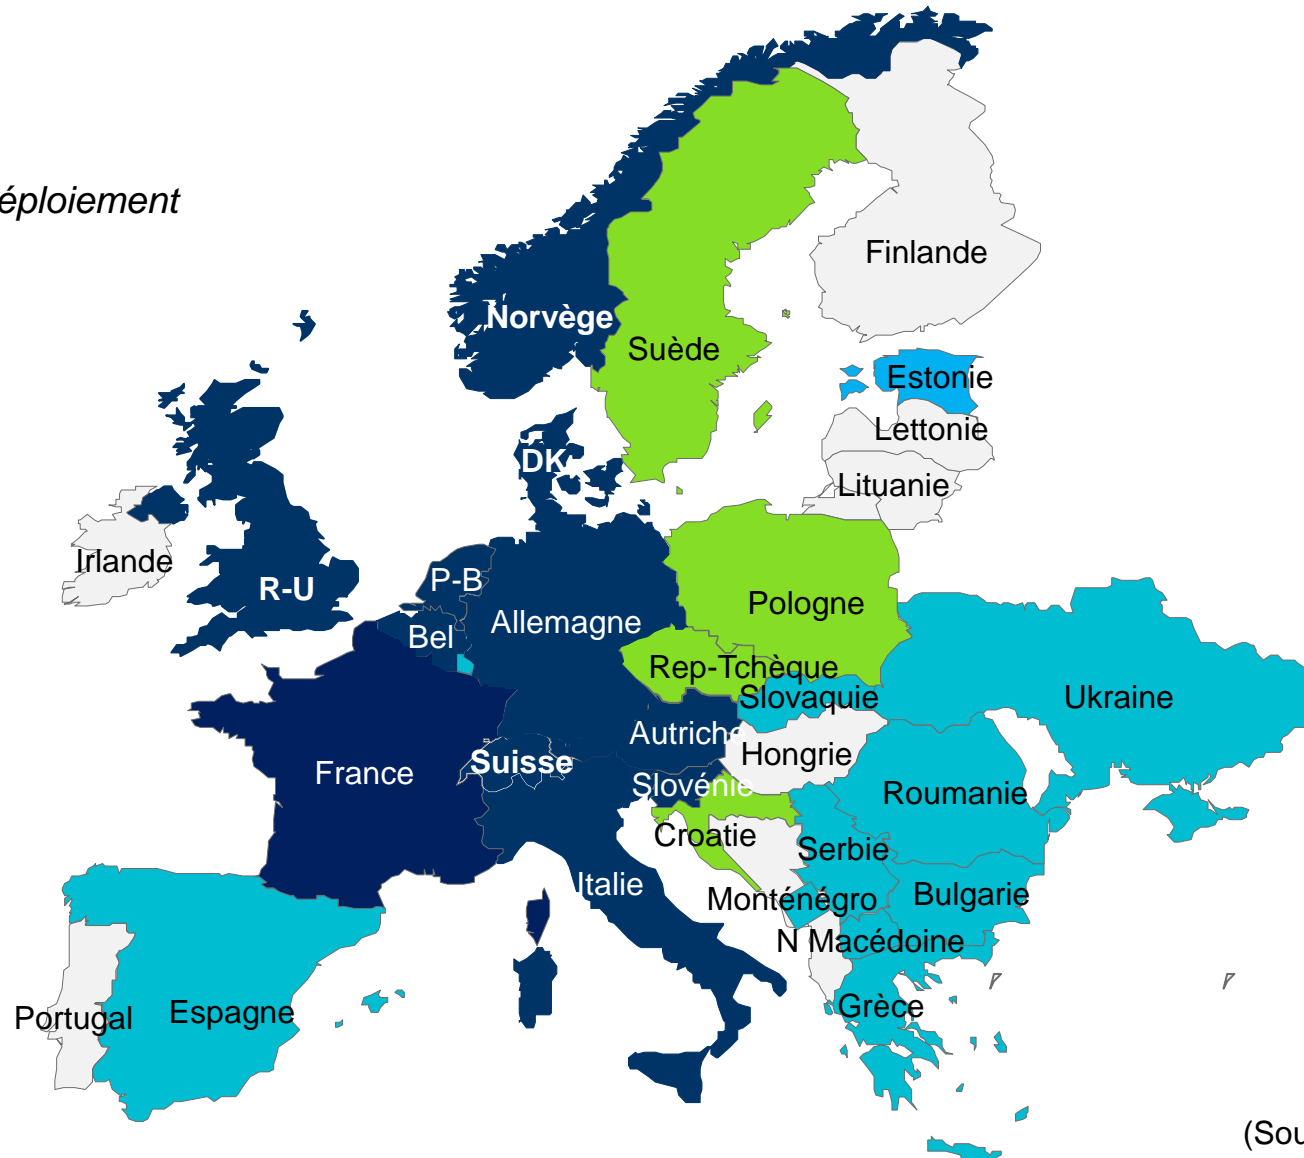 éploiement
Finlande
Norvège
Suède
Estonie
Lettonie
DK
Lituanie
Irlande
P-B
R-U
Pologne
Allemagne
Bel
Rep-Tchèque
Slovaquie
Ukraine
Autriche
Hongrie
Suisse
France
Slovénie
Roumanie
Croatie
Serbie
Italie
Monténégro
Bulgarie
N Macédoine
Grèce
Espagne
Portugal
(Sou